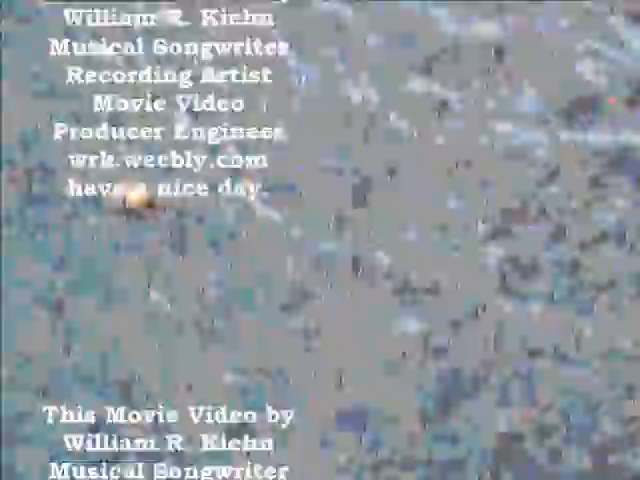 William R. Kiehn
Musical Songwriter
Recording Artist
Movie Video
Producer Engineer
wrk.weebly.com
have a nice day.
This Movie Video by
William R. Kiehn
Musical Songwriter